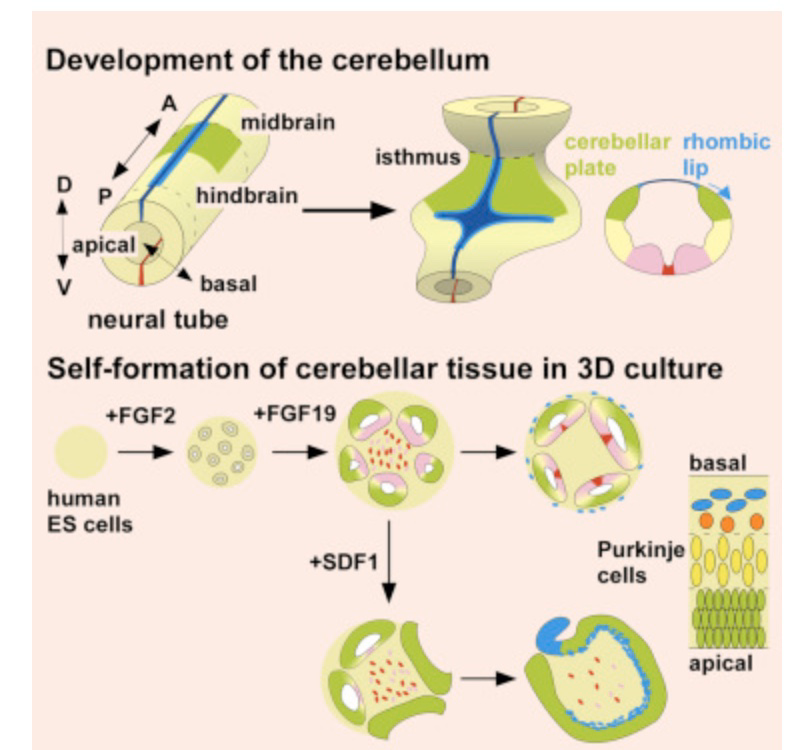 Development of the cerebellum
A
midbrain
D
P
hindbrain
apical
V
basal
neural tube
isthmus
cerebellar
plate
rhombic
lip
Self-formation of cerebellar tissue in 3D culture
+FGF2
+FGF19
human
ES cells
+SDF1
basal
Purkinje
cells
apical